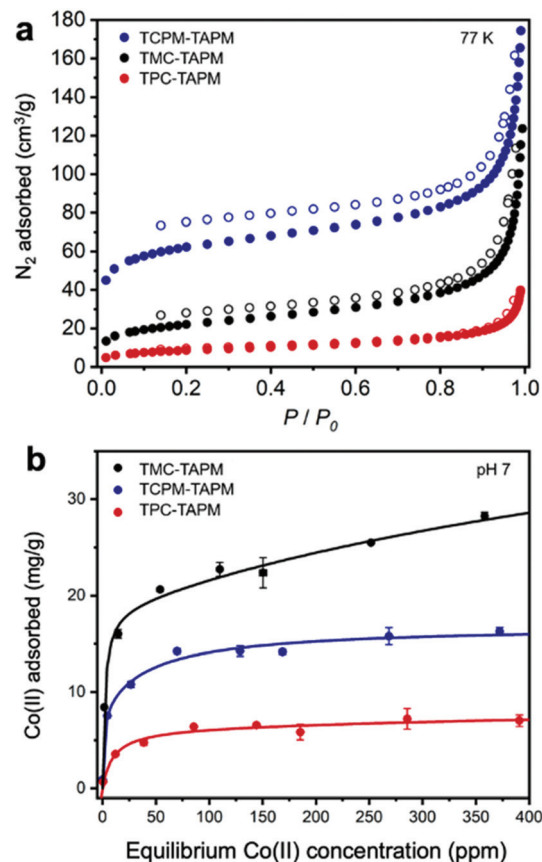 a
TCPM-TAPM
TMC-TAPM
TPC-TAPM
77 K
180
160
140
120
100
80
60
40
20
0
N₂ adsorbed (cm³/g)
0.0 0.2 0.4 0.6 0.8 1.0
P / P₀
b
TMC-TAPM
TCPM-TAPM
TPC-TAPM
pH 7
30
20
10
0
Co(II) adsorbed (mg/g)
0 50 100 150 200 250 300 350 400
Equilibrium Co(II) concentration (ppm)